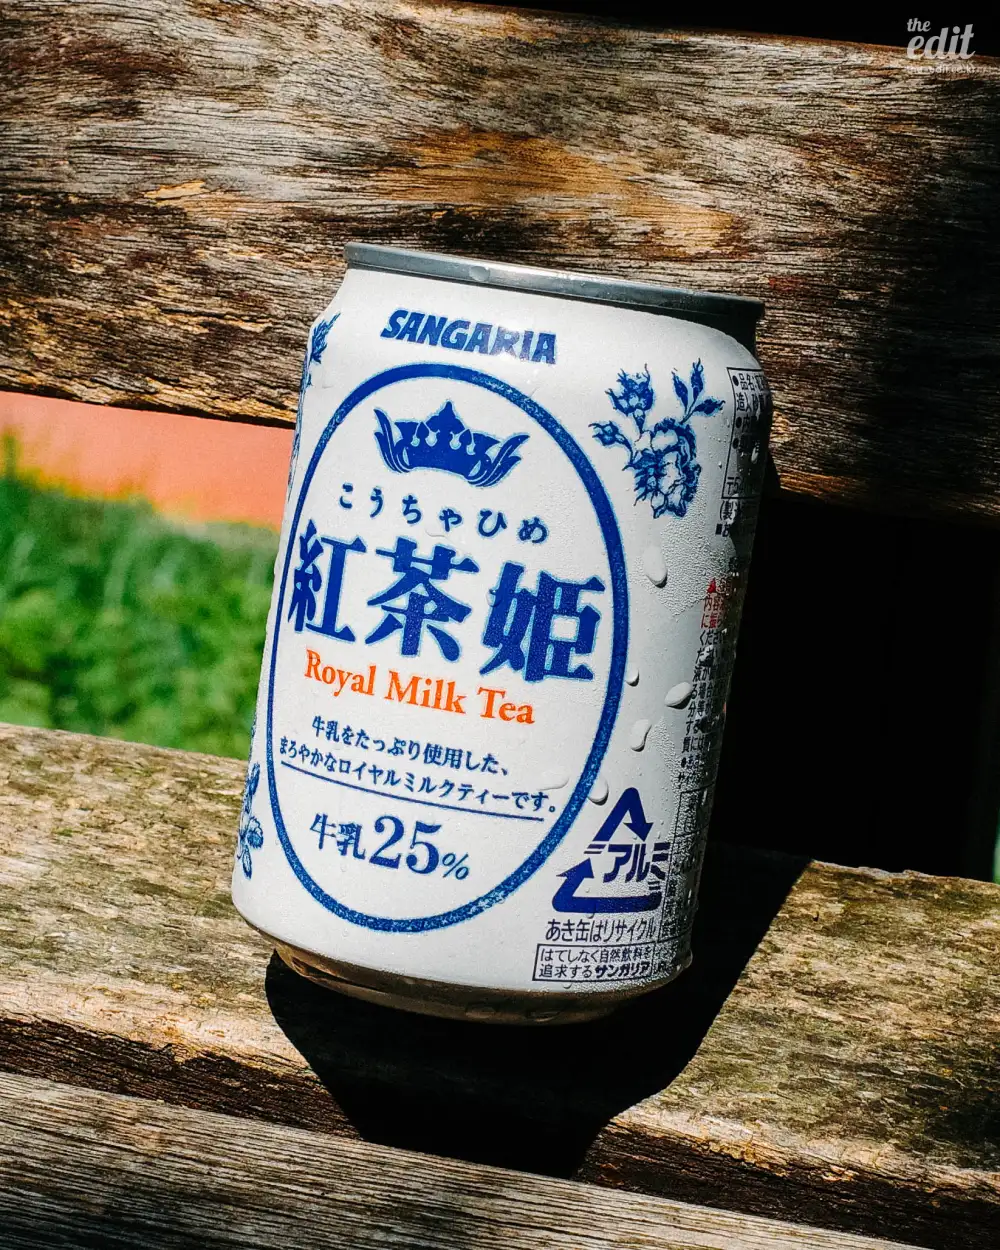 the
edit
SANGARIA
こうちゃひめ
紅茶姫
Royal Milk Tea
牛乳をたっぷり使用した、
まろやかなロイヤルミルクティーです。
牛乳25%
アルミ
あき缶はリサイクル
はてしなく自然飲料を
追求するサンガリア